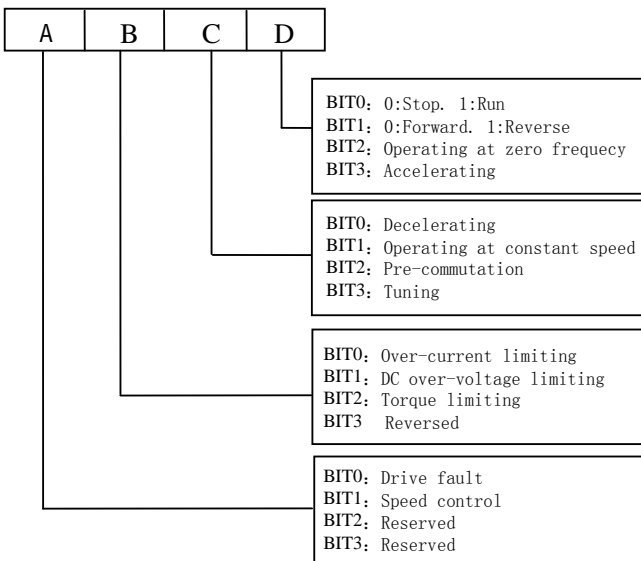 A B C D
BIT0: 0:Stop. 1:Run
BIT1: 0:Forward. 1:Reverse
BIT2: Operating at zero frequecy
BIT3: Accelerating
BIT0: Decelerating
BIT1: Operating at constant speed
BIT2: Pre-commutation
BIT3: Tuning
BIT0: Over-current limiting
BIT1: DC over-voltage limiting
BIT2: Torque limiting
BIT3 Reversed
BIT0: Drive fault
BIT1: Speed control
BIT2: Reserved
BIT3: Reserved